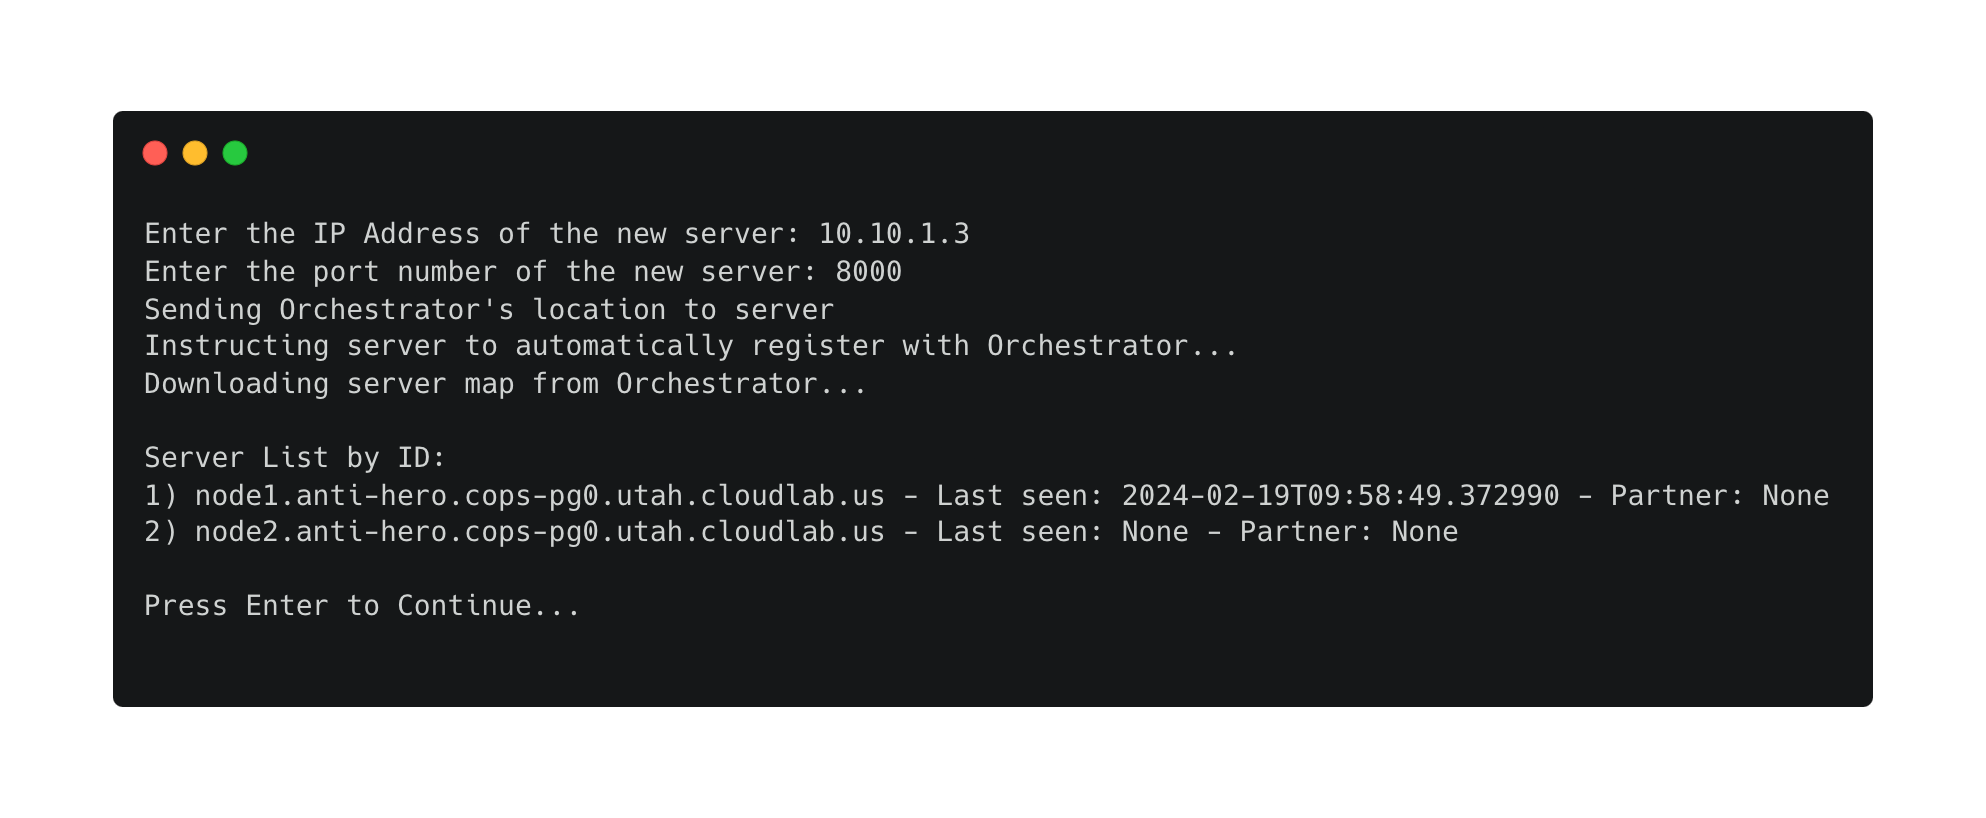 Enter the IP Address of the new server: 10.10.1.3
Enter the port number of the new server: 8000
Sending Orchestrator's location to server
Instructing server to automatically register with Orchestrator...
Downloading server map from Orchestrator...
Server List by ID:
1) node1.anti-hero.cops-pg0.utah.cloudlab.us - Last seen: 2024-02-19T09:58:49.372990 - Partner: None
2) node2.anti-hero.cops-pg0.utah.cloudlab.us - Last seen: None - Partner: None
Press Enter to Continue...